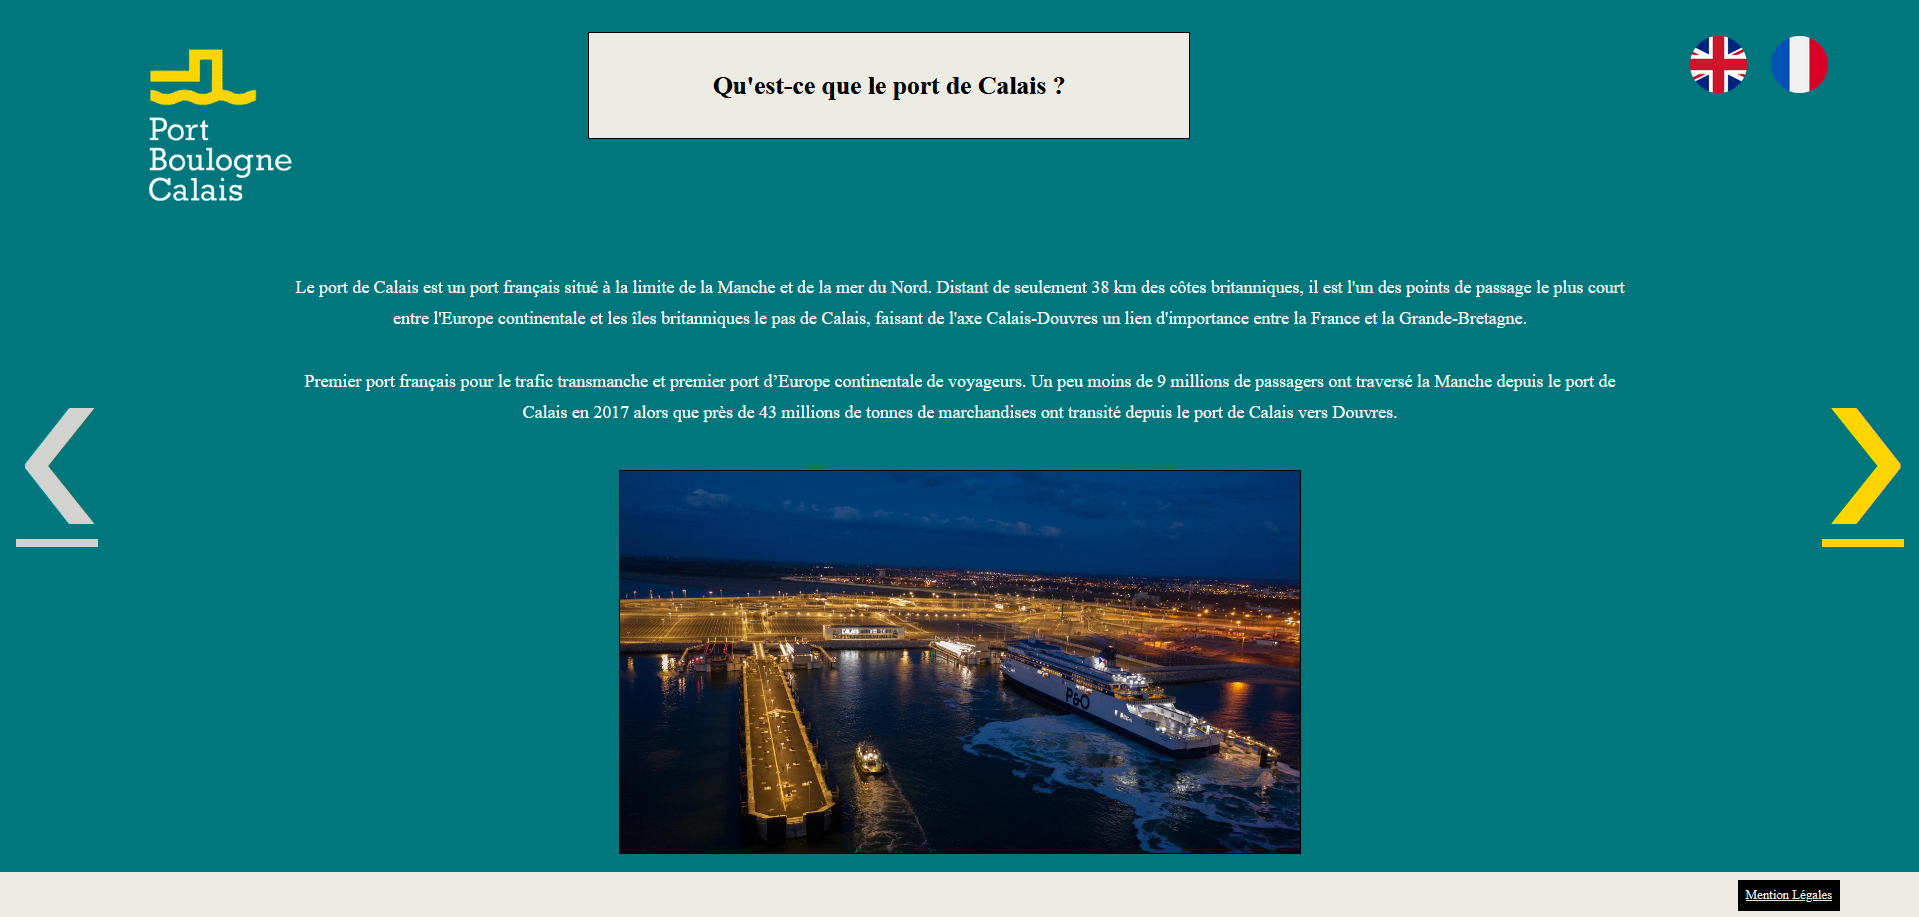 Port
Boulogne
Calais
Qu'est-ce que le port de Calais ?
Le port de Calais est un port français situé à la limite de la Manche et de la mer du Nord. Distant de seulement 38 km des côtes britanniques, il est l'un des points de passage le plus court
entre l'Europe continentale et les îles britanniques le pas de Calais, faisant de l'axe Calais-Douvres un lien d'importance entre la France et la Grande-Bretagne.
Premier port français pour le trafic transmanche et premier port d’Europe continentale de voyageurs. Un peu moins de 9 millions de passagers ont traversé la Manche depuis le port de
Calais en 2017 alors que près de 43 millions de tonnes de marchandises ont transité depuis le port de Calais vers Douvres.
CALAIS
P&O
Mention Légales